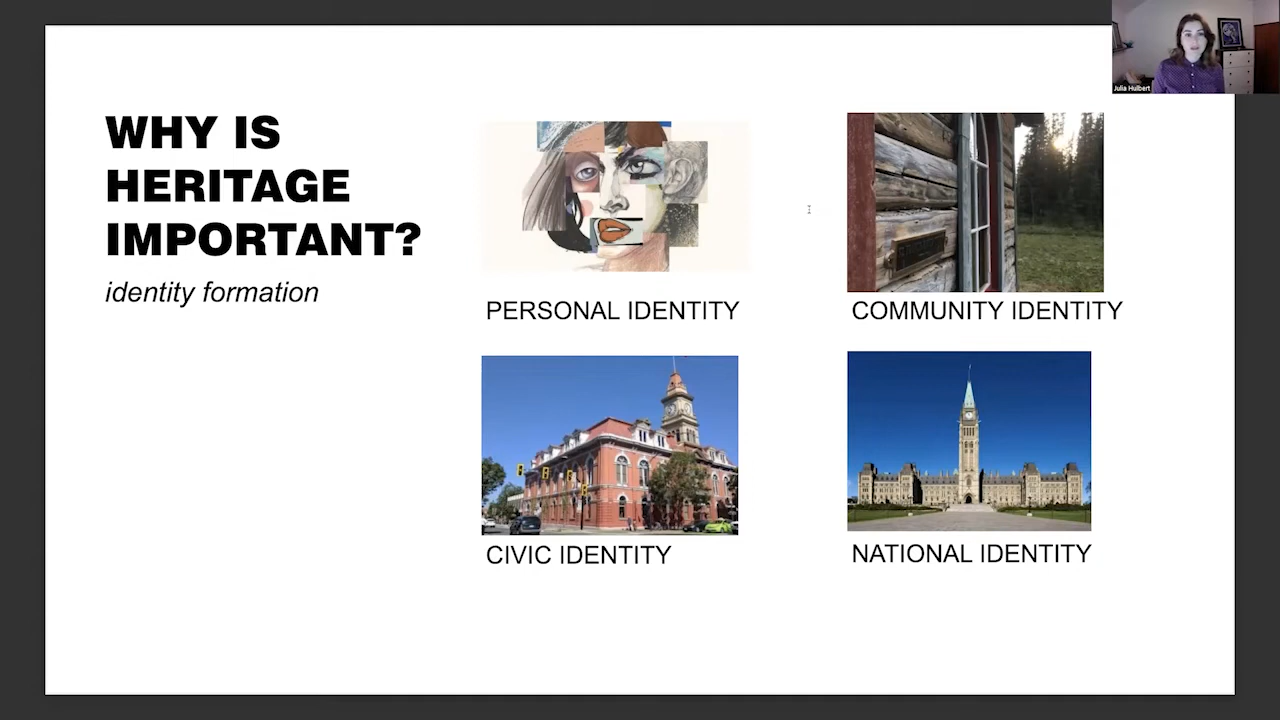 WHY IS
HERITAGE
IMPORTANT?
identity formation
PERSONAL IDENTITY
COMMUNITY IDENTITY
CIVIC IDENTITY
NATIONAL IDENTITY
Julia Hulbert